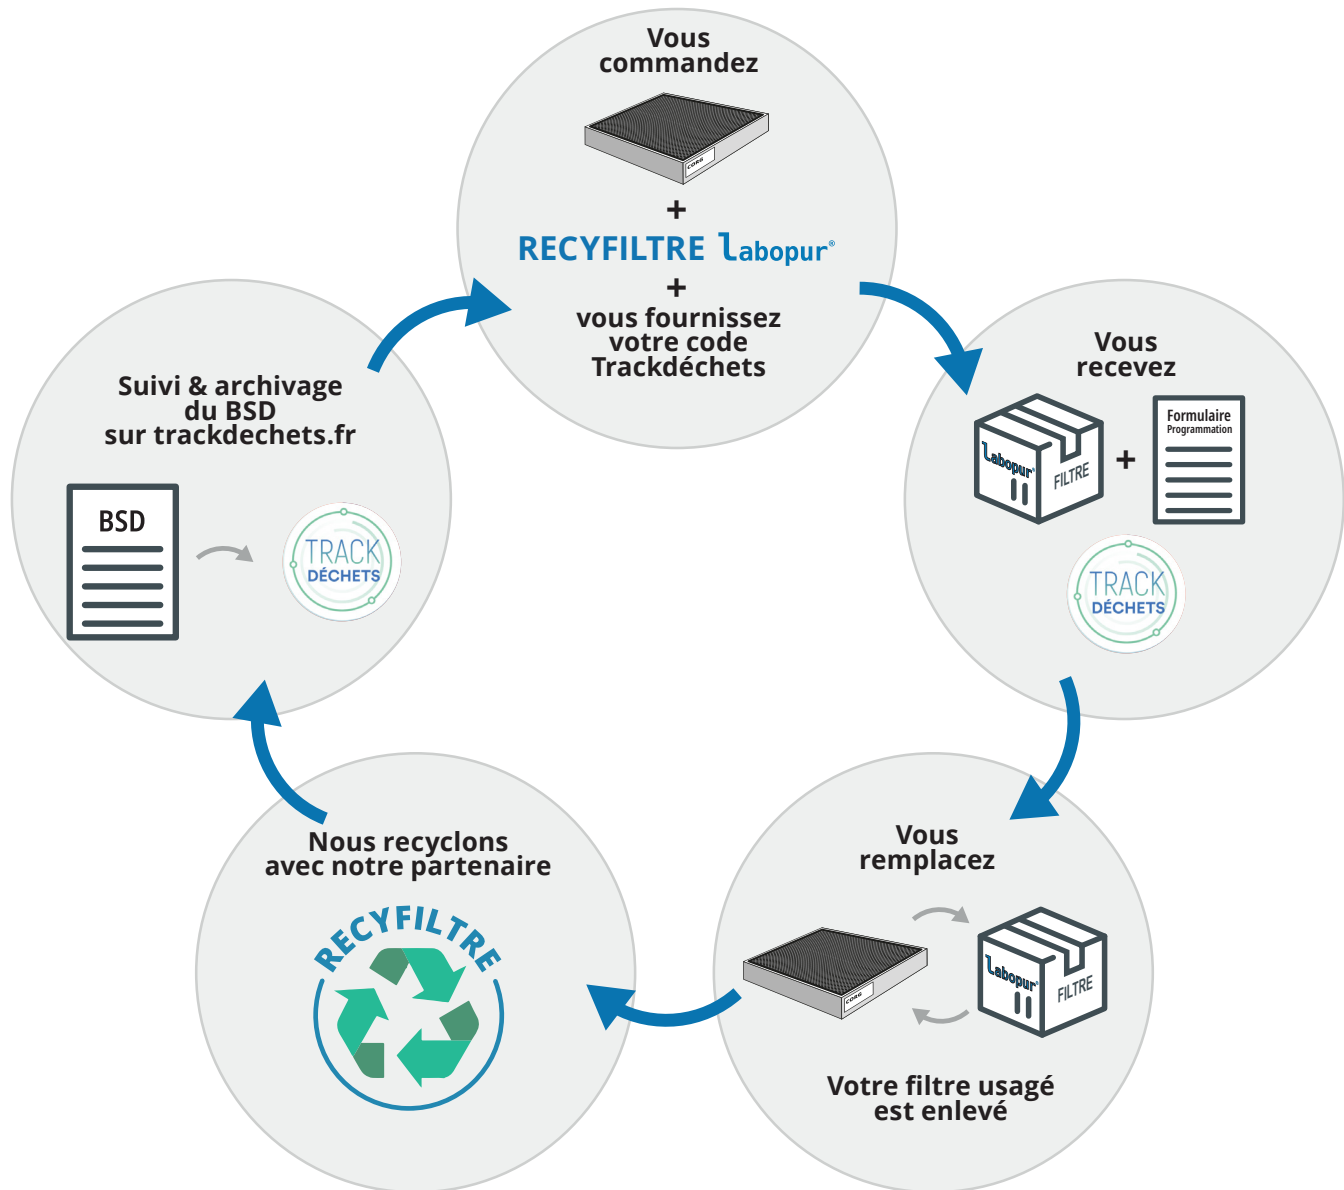 Vous
commandez
CORG
+
RECYFILTRE Labopur®
+
vous fournissez
votre code
Trackdéchets
Vous
recevez
Labopur®
FILTRE
+
Formulaire
Programmation
TRACK
DÉCHETS
Vous
remplacez
CORG
Labopur®
FILTRE
Votre filtre usagé
est enlevé
Nous recyclons
avec notre partenaire
RECYFILTRE
Suivi & archivage
du BSD
sur trackdechets.fr
BSD
TRACK
DÉCHETS